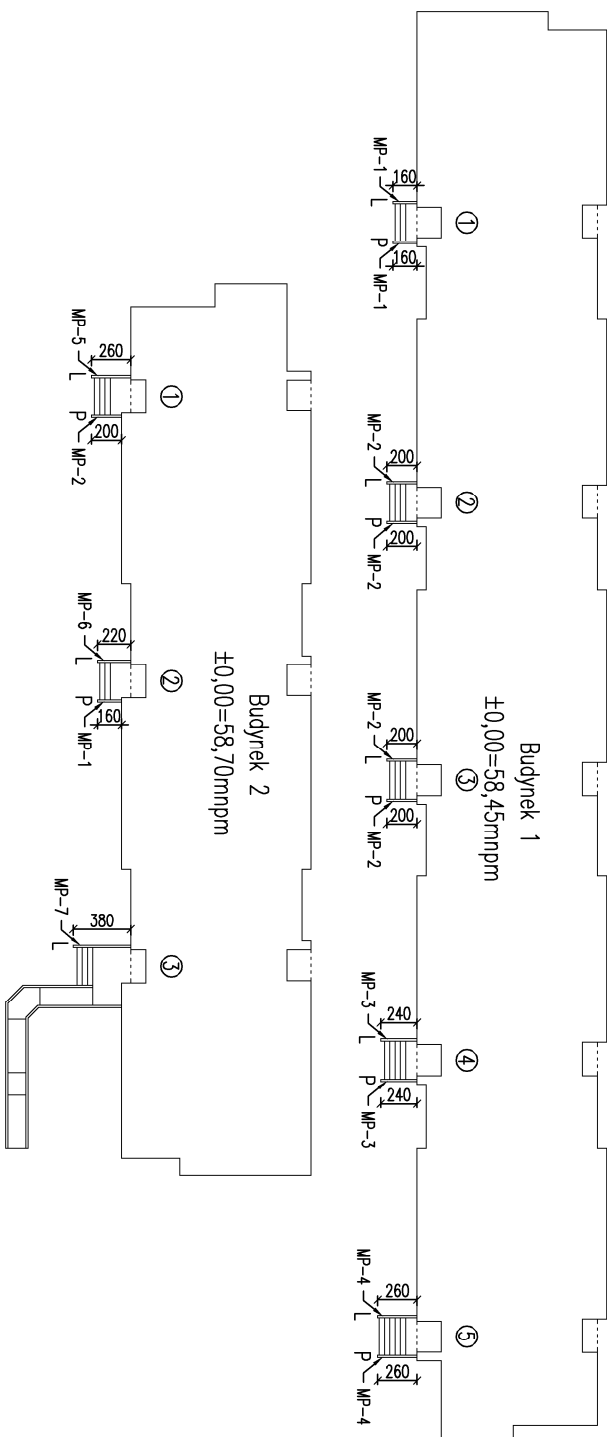 Budynek 1
±0,00=58,45mnpm
①
160
160
MP-1
L
P
MP-1
②
200
200
MP-2
L
P
MP-2
③
200
200
MP-2
L
P
MP-2
④
240
240
MP-3
L
P
MP-3
⑤
260
260
MP-4
L
P
MP-4
Budynek 2
±0,00=58,70mnpm
①
260
200
MP-5
L
P
MP-2
②
220
160
MP-6
L
P
MP-1
③
380
MP-7
L